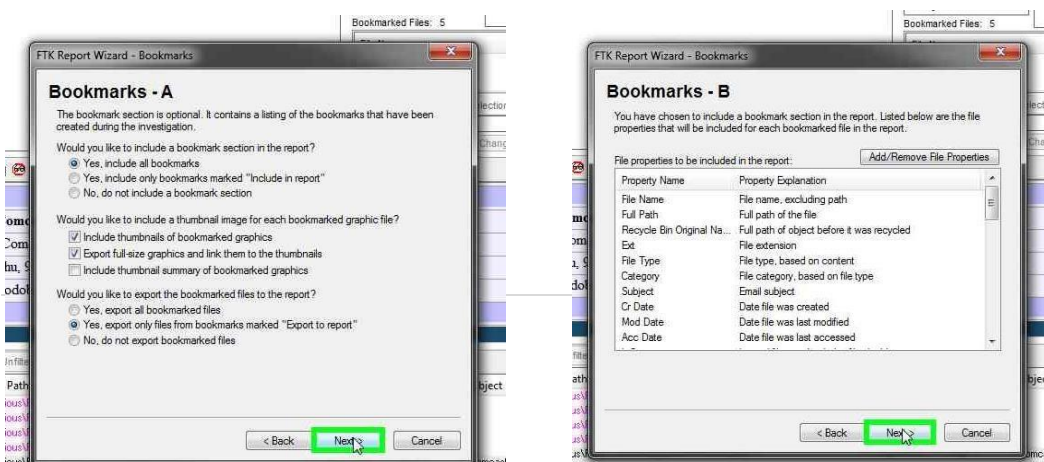 Bookmarked Files: 5
FTK Report Wizard - Bookmarks
Bookmarks - A
The bookmark section is optional. It contains a listing of the bookmarks that have been
created during the investigation.
Would you like to include a bookmark section in the report?
Yes, include all bookmarks
Yes, include only bookmarks marked "Include in report"
No, do not include a bookmark section
Would you like to include a thumbnail image for each bookmarked graphic file?
Include thumbnails of bookmarked graphics
Export full-size graphics and link them to the thumbnails
Include thumbnail summary of bookmarked graphics
Would you like to export the bookmarked files to the report?
Yes, export all bookmarked files
Yes, export only files from bookmarks marked "Export to report"
No, do not export bookmarked files
Path
< Back Next > Cancel
Bookmarked Files: 5
FTK Report Wizard - Bookmarks
Bookmarks - B
You have chosen to include a bookmark section in the report. Listed below are the file
properties that will be included for each bookmarked file in the report.
File properties to be included in the report: Add/Remove File Properties
Property Name Property Explanation
File Name File name, excluding path
Full Path Full path of the file
Recycle Bin Original Na... Full path of object before it was recycled
Ext File extension
File Type File type, based on content
Category File category, based on file type
Subject Email subject
Cr Date Date file was created
Mod Date Date file was last modified
Acc Date Date file was last accessed
< Back Next > Cancel